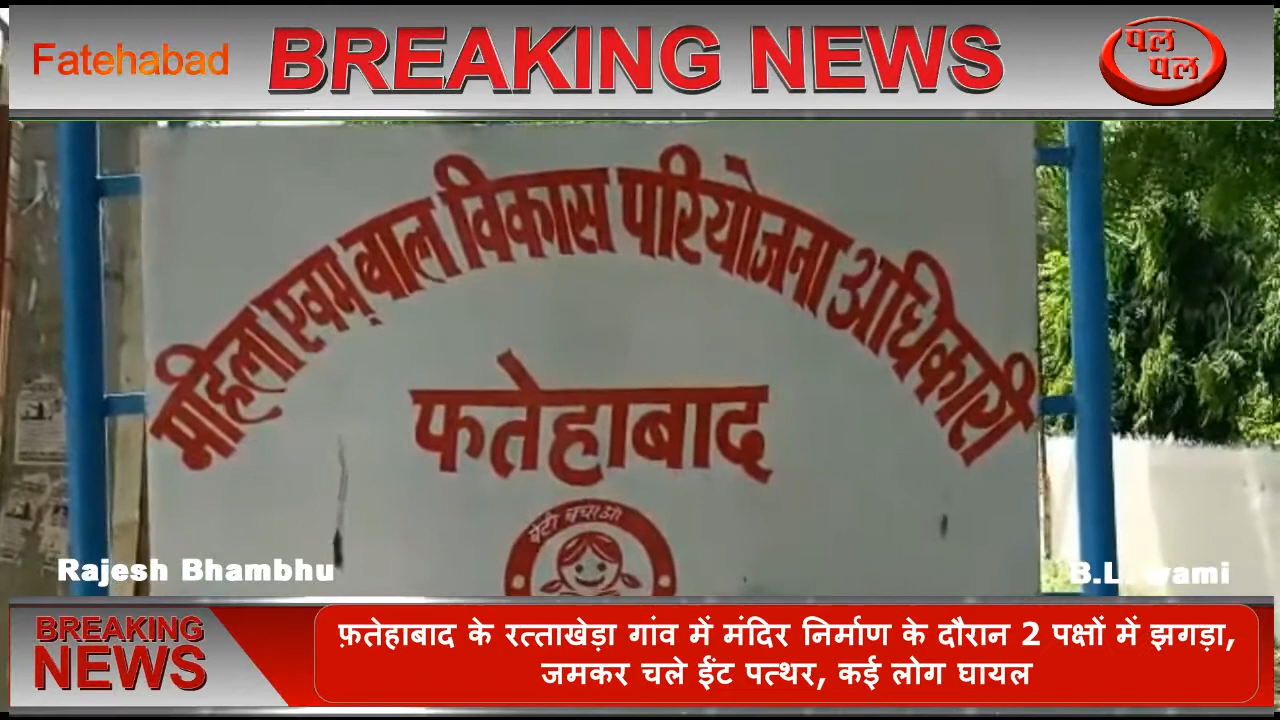 Fatehabad BREAKING NEWS पल
पल
महिला एवम् बाल विकास परियोजना अधिकारी
फतेहाबाद
बेटी बचाओ
Rajesh Bhambhu
B.L.
BREAKING
NEWS
फ़तेहाबाद के रत्ताखेड़ा गांव में मंदिर निर्माण के दौरान 2 पक्षों में झगड़ा,
जमकर चले ईंट पत्थर, कई लोग घायल